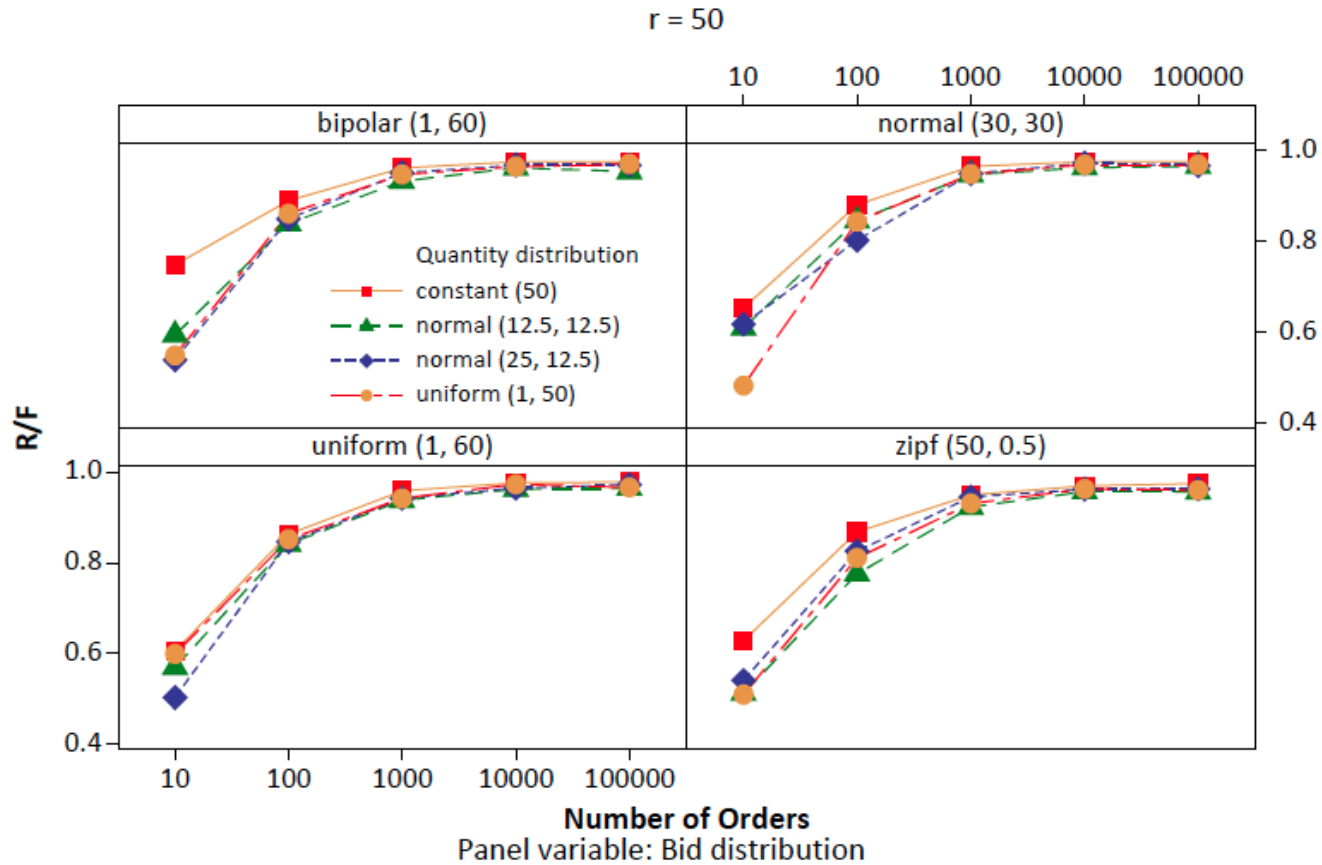 r = 50
10 100 1000 10000 100000
bipolar (1, 60) normal (30, 30)
1.0
0.8
0.6
0.4
Quantity distribution
constant (50)
normal (12.5, 12.5)
normal (25, 12.5)
uniform (1, 50)
R/F
uniform (1, 60) zipf (50, 0.5)
1.0
0.8
0.6
0.4
10 100 1000 10000 100000
Number of Orders
Panel variable: Bid distribution